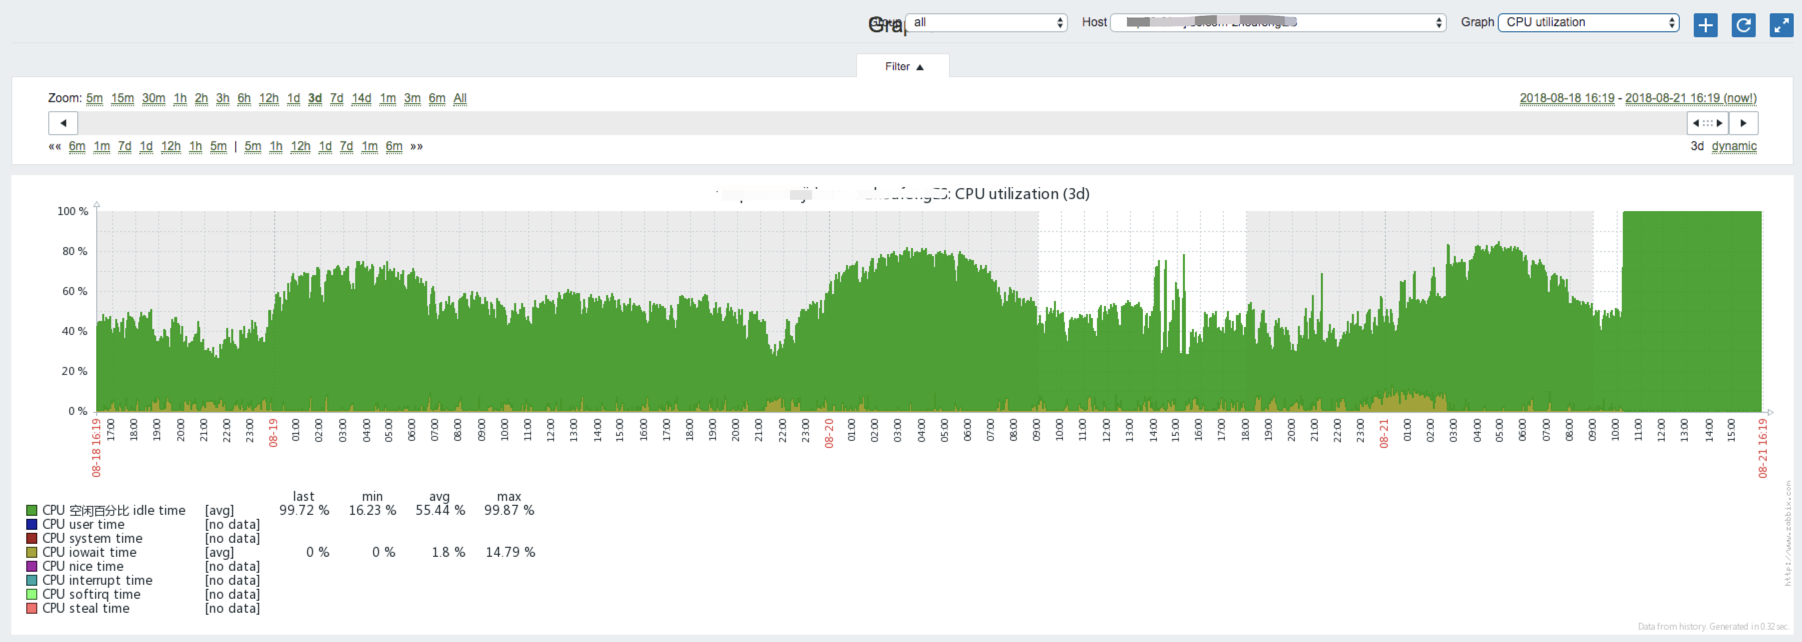 all Host Graph CPU utilization
Filter ▲
Zoom: 5m 15m 30m 1h 2h 3h 6h 12h 1d 3d 7d 14d 1m 3m 6m All 2018-08-18 16:19 - 2018-08-21 16:19 (now!)
«« 6m 1m 7d 1d 12h 1h 5m | 5m 1h 12h 1d 7d 1m 6m »» 3d dynamic
: CPU utilization (3d)
100 %
80 %
60 %
40 %
20 %
0 %
08-18 16:19 17:00 18:00 19:00 20:00 21:00 22:00 23:00 08-19 01:00 02:00 03:00 04:00 05:00 06:00 07:00 08:00 09:00 10:00 11:00 12:00 13:00 14:00 15:00 16:00 17:00 18:00 19:00 20:00 21:00 22:00 23:00 08-20 01:00 02:00 03:00 04:00 05:00 06:00 07:00 08:00 09:00 10:00 11:00 12:00 13:00 14:00 15:00 16:00 17:00 18:00 19:00 20:00 21:00 22:00 23:00 08-21 01:00 02:00 03:00 04:00 05:00 06:00 07:00 08:00 09:00 10:00 11:00 12:00 13:00 14:00 15:00 08-21 16:19
last min avg max
CPU 空闲百分比 idle time [avg] 99.72 % 16.23 % 55.44 % 99.87 %
CPU user time [no data]
CPU system time [no data]
CPU iowait time [avg] 0 % 0 % 1.8 % 14.79 %
CPU nice time [no data]
CPU interrupt time [no data]
CPU softirq time [no data]
CPU steal time [no data]
http://www.zabbix.com
Data from history. Generated in 0.32 sec.